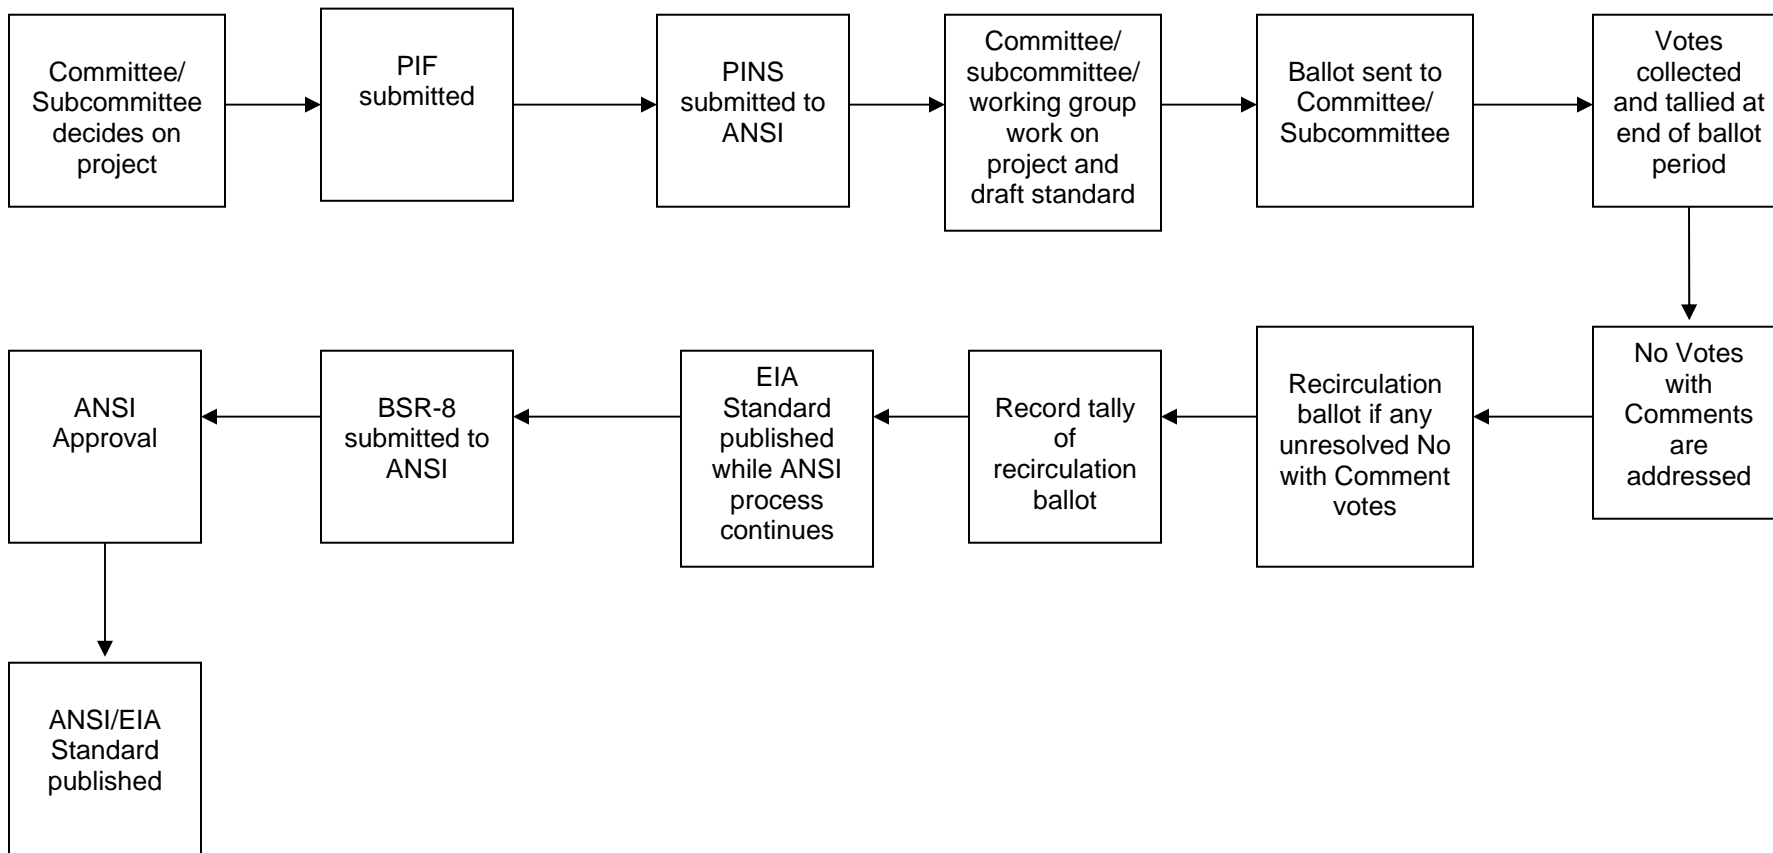 Committee/
Subcommittee
decides on
project
PIF
submitted
PINS
submitted to
ANSI
Committee/
subcommittee/
working group
work on
project and
draft standard
Ballot sent to
Committee/
Subcommittee
Votes
collected
and tallied at
end of ballot
period
No Votes
with
Comments
are
addressed
Recirculation
ballot if any
unresolved No
with Comment
votes
Record tally
of
recirculation
ballot
EIA
Standard
published
while ANSI
process
continues
BSR-8
submitted to
ANSI
ANSI
Approval
ANSI/EIA
Standard
published